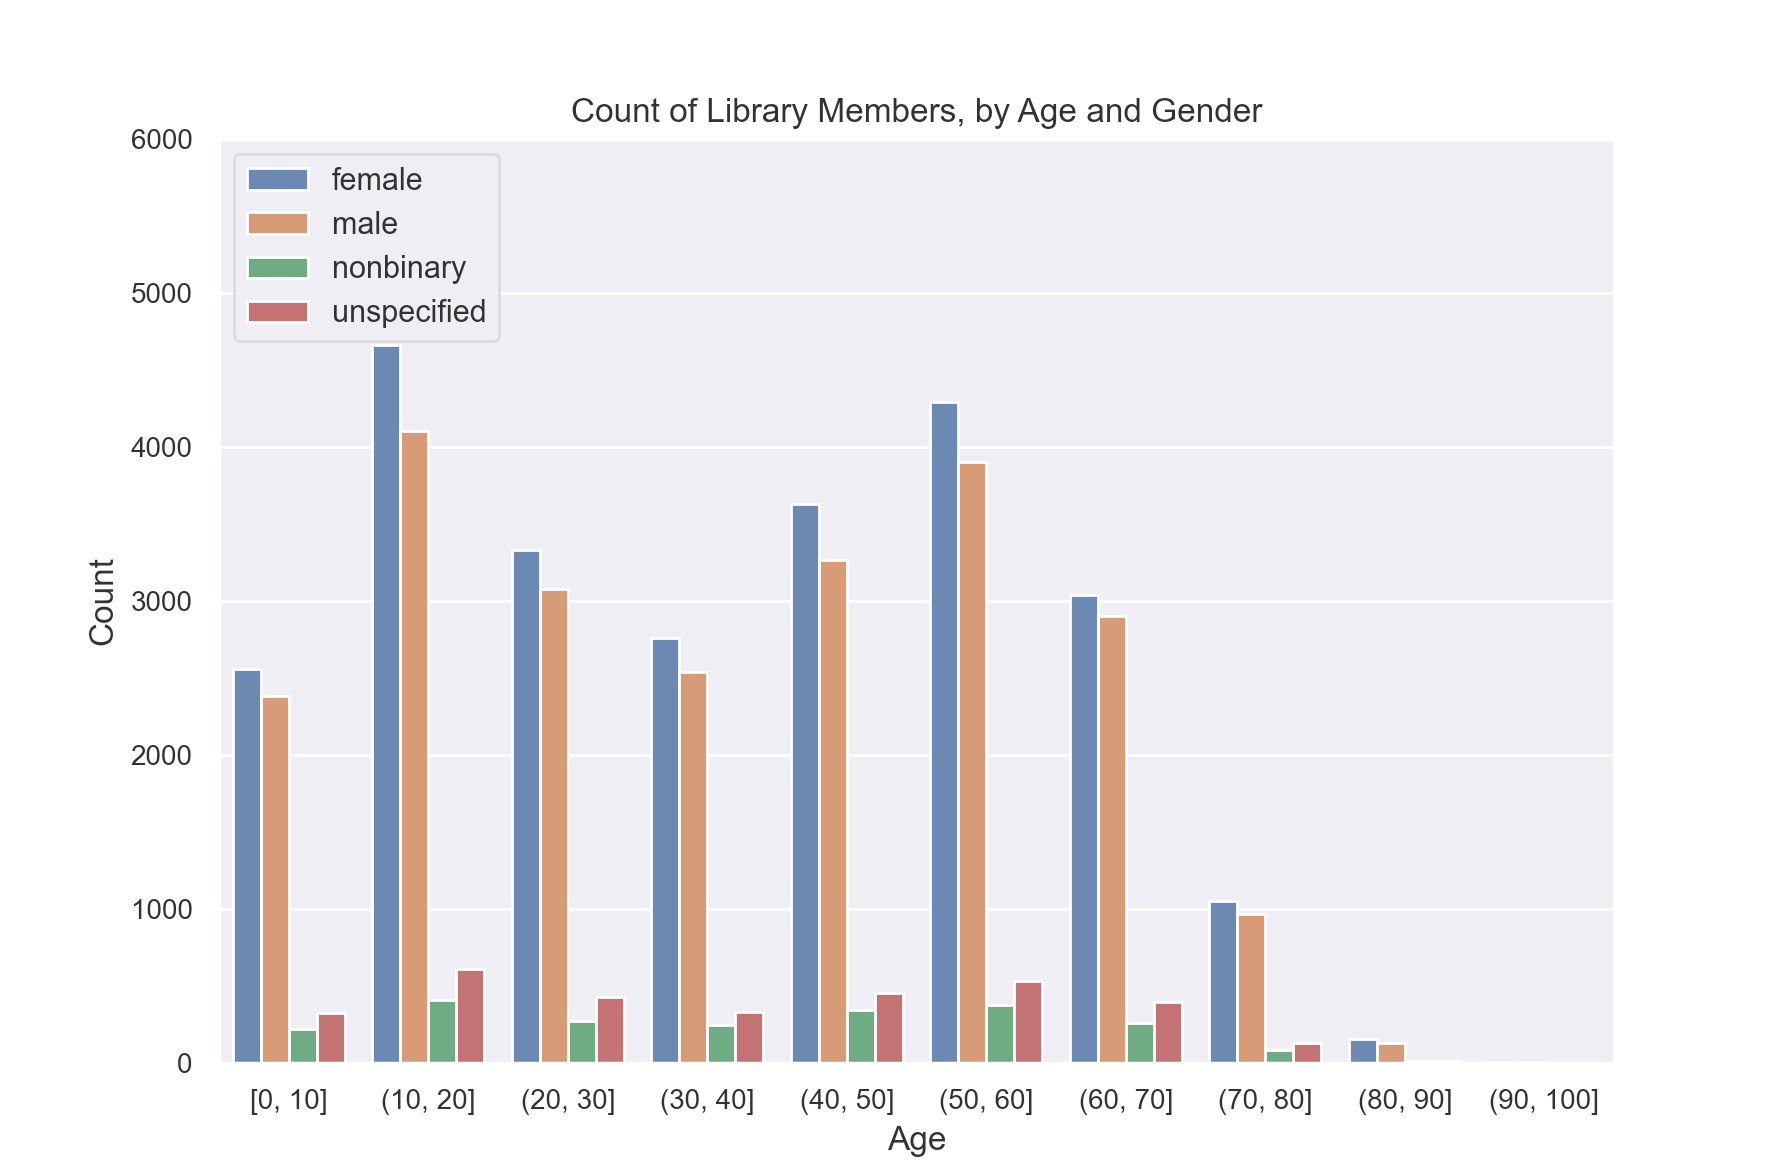 Count of Library Members, by Age and Gender
6000
5000
4000
3000
2000
1000
0
Count
female
male
nonbinary
unspecified
[0, 10] (10, 20] (20, 30] (30, 40] (40, 50] (50, 60] (60, 70] (70, 80] (80, 90] (90, 100]
Age